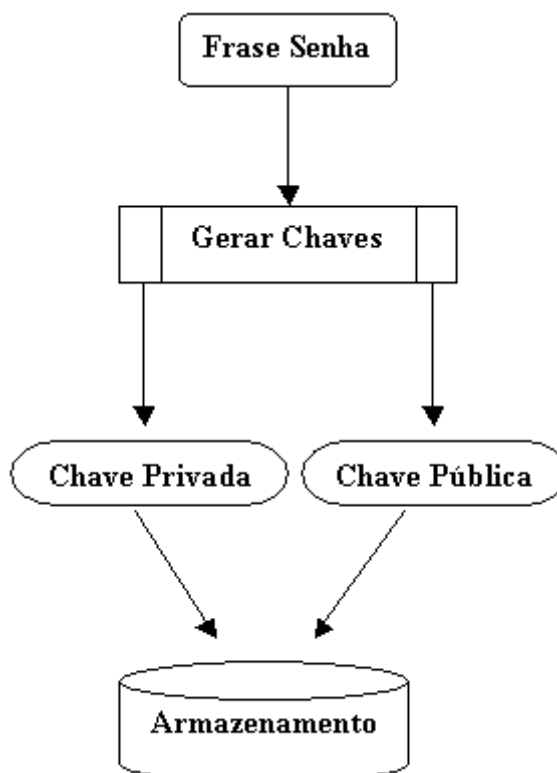 Frase Senha
Gerar Chaves
Chave Privada
Chave Pública
Armazenamento